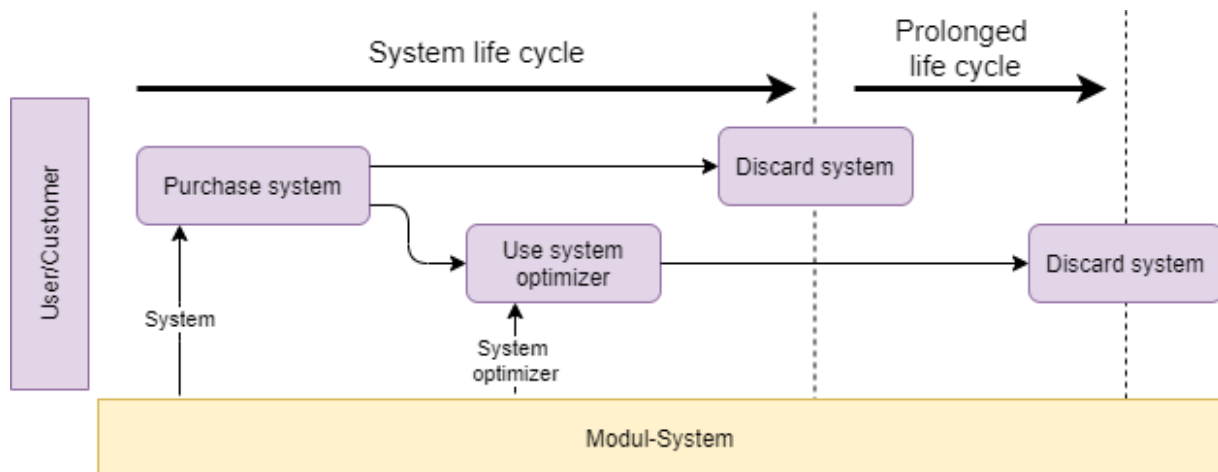 System life cycle
Prolonged
life cycle
User/Customer
Purchase system
Discard system
Use system
optimizer
Discard system
System
System
optimizer
Modul-System